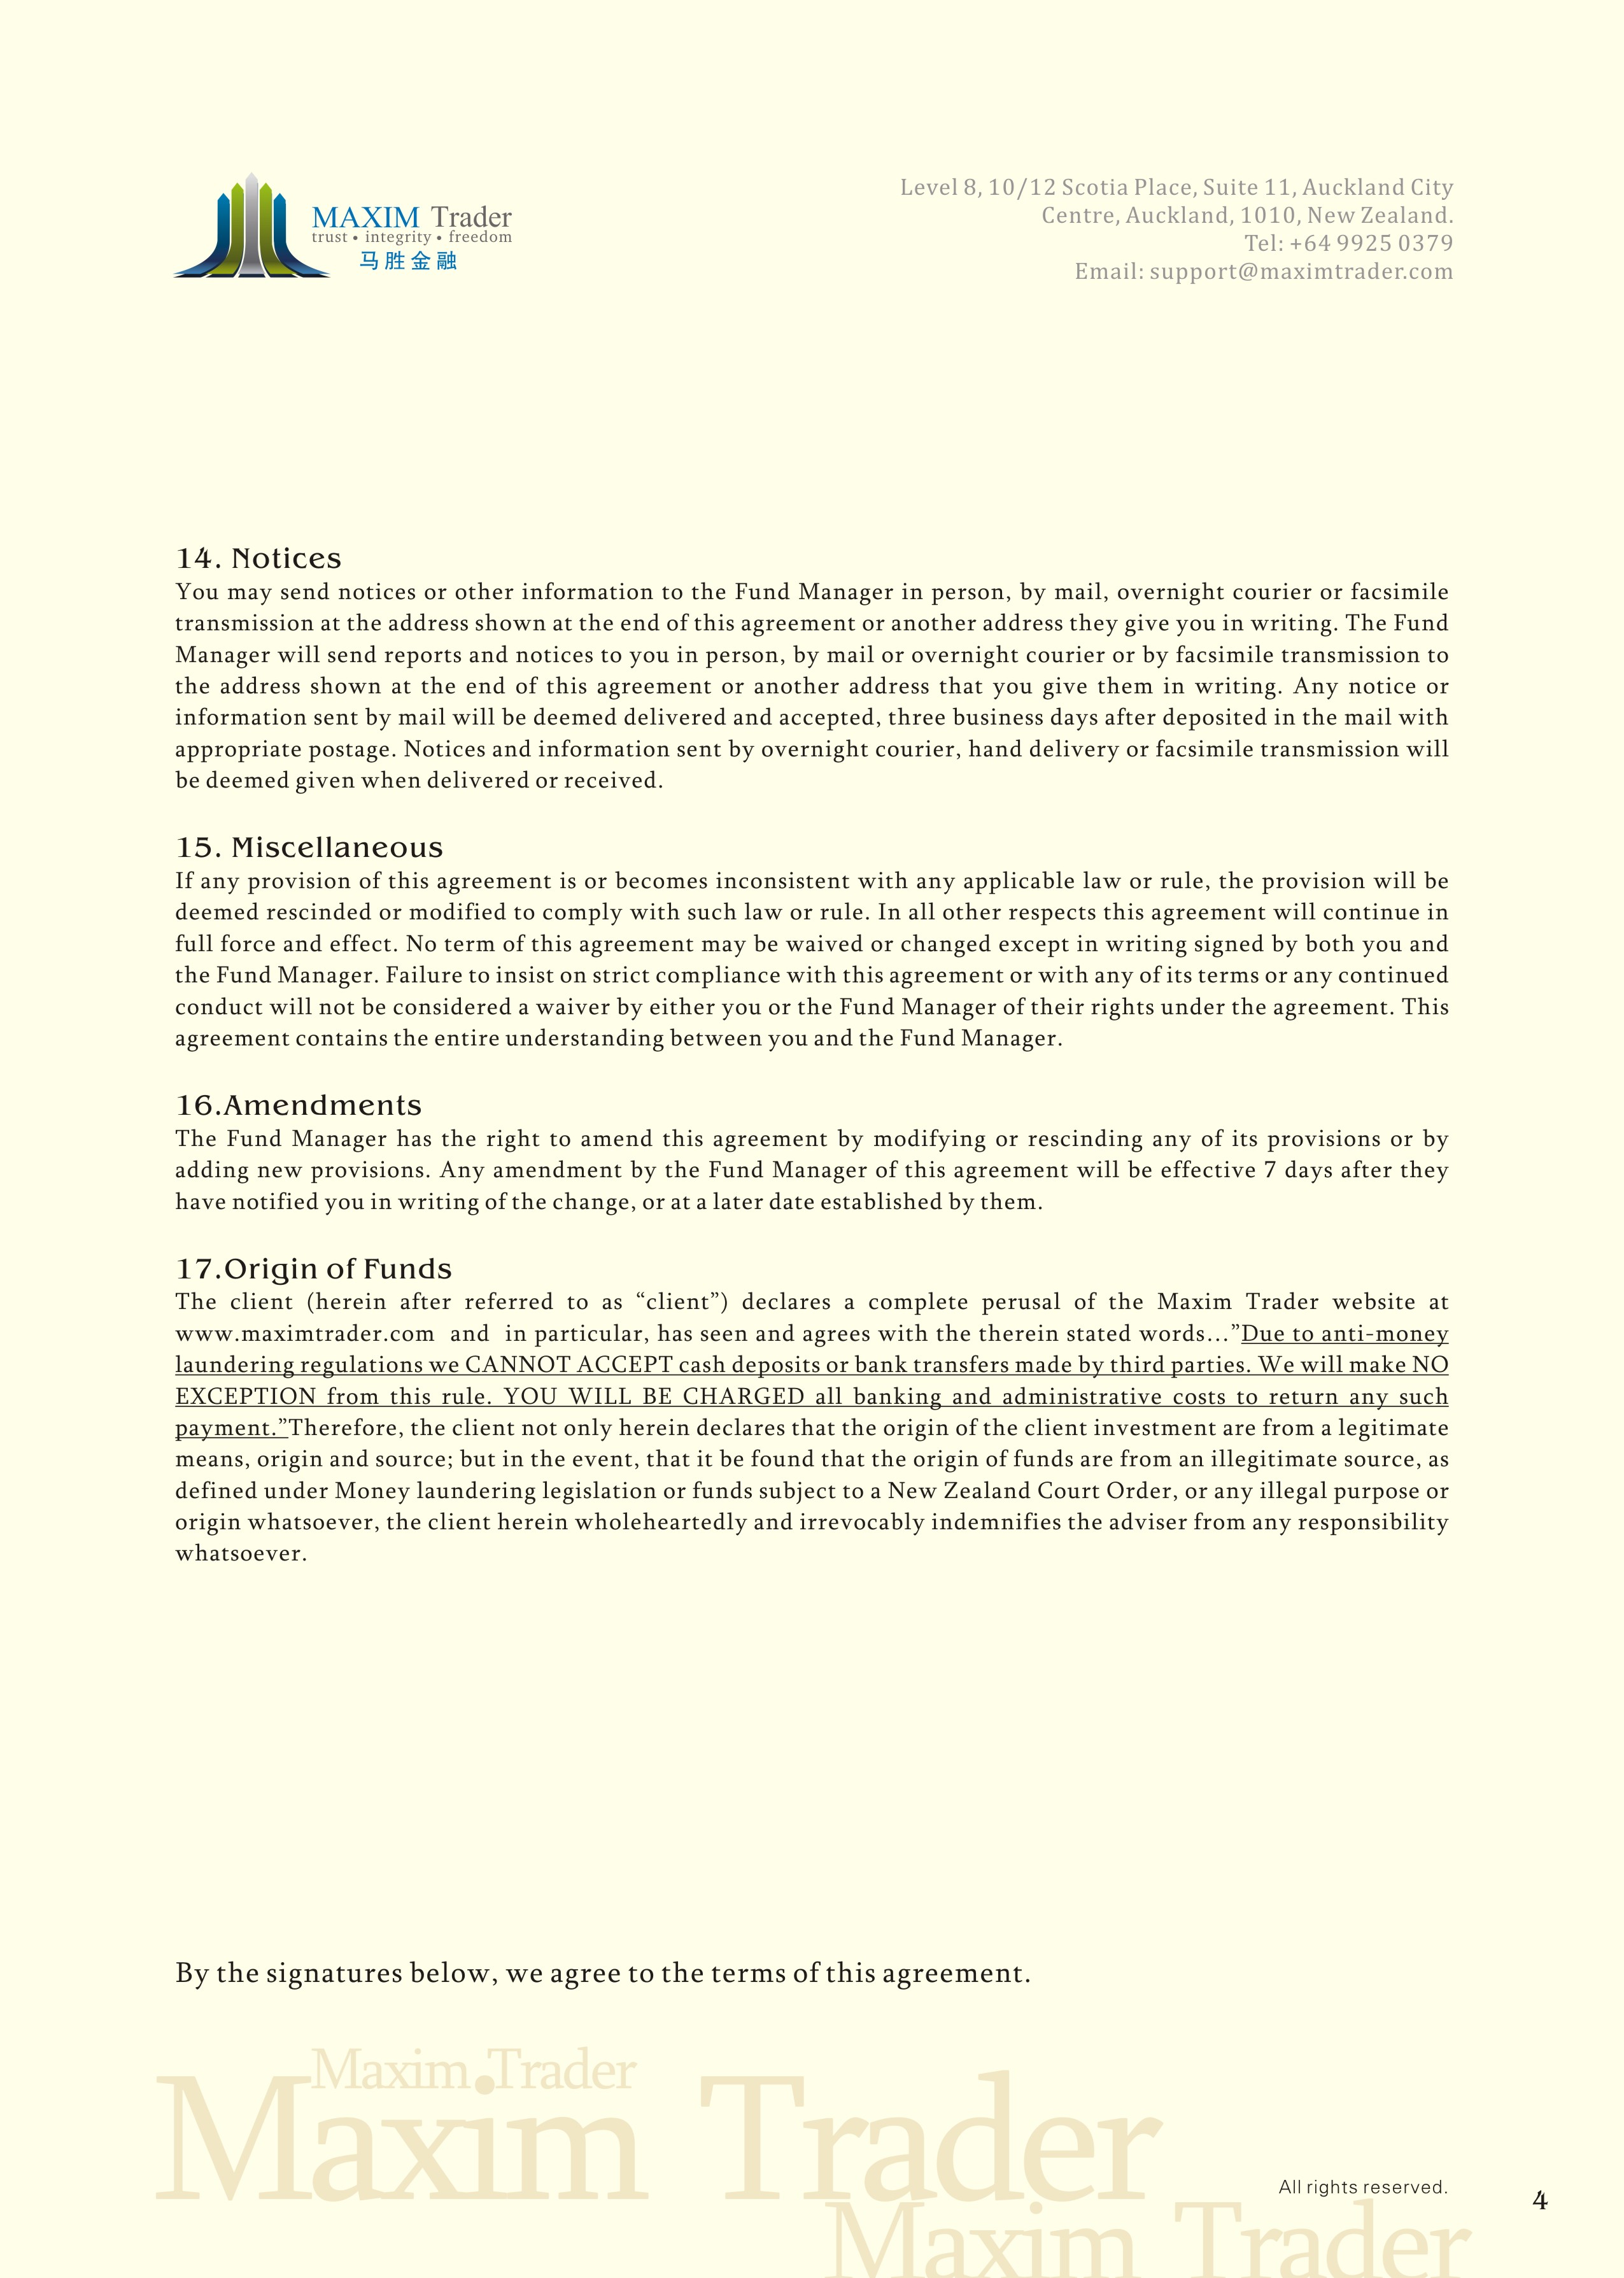 MAXIM Trader
trust • integrity • freedom
马胜金融
Level 8, 10/12 Scotia Place, Suite 11, Auckland City
Centre, Auckland, 1010, New Zealand.
Tel: +64 9925 0379
Email: support@maximtrader.com
14. Notices
You may send notices or other information to the Fund Manager in person, by mail, overnight courier or facsimile
transmission at the address shown at the end of this agreement or another address they give you in writing. The Fund
Manager will send reports and notices to you in person, by mail or overnight courier or by facsimile transmission to
the address shown at the end of this agreement or another address that you give them in writing. Any notice or
information sent by mail will be deemed delivered and accepted, three business days after deposited in the mail with
appropriate postage. Notices and information sent by overnight courier, hand delivery or facsimile transmission will
be deemed given when delivered or received.
15. Miscellaneous
If any provision of this agreement is or becomes inconsistent with any applicable law or rule, the provision will be
deemed rescinded or modified to comply with such law or rule. In all other respects this agreement will continue in
full force and effect. No term of this agreement may be waived or changed except in writing signed by both you and
the Fund Manager. Failure to insist on strict compliance with this agreement or with any of its terms or any continued
conduct will not be considered a waiver by either you or the Fund Manager of their rights under the agreement. This
agreement contains the entire understanding between you and the Fund Manager.
16.Amendments
The Fund Manager has the right to amend this agreement by modifying or rescinding any of its provisions or by
adding new provisions. Any amendment by the Fund Manager of this agreement will be effective 7 days after they
have notified you in writing of the change, or at a later date established by them.
17.Origin of Funds
The client (herein after referred to as “client”) declares a complete perusal of the Maxim Trader website at
www.maximtrader.com and in particular, has seen and agrees with the therein stated words…”Due to anti-money
laundering regulations we CANNOT ACCEPT cash deposits or bank transfers made by third parties. We will make NO
EXCEPTION from this rule. YOU WILL BE CHARGED all banking and administrative costs to return any such
payment.”Therefore, the client not only herein declares that the origin of the client investment are from a legitimate
means, origin and source; but in the event, that it be found that the origin of funds are from an illegitimate source, as
defined under Money laundering legislation or funds subject to a New Zealand Court Order, or any illegal purpose or
origin whatsoever, the client herein wholeheartedly and irrevocably indemnifies the adviser from any responsibility
whatsoever.
By the signatures below, we agree to the terms of this agreement.
Maxim Trader
Maxim Trader
All rights reserved.
4
Maxim Trader